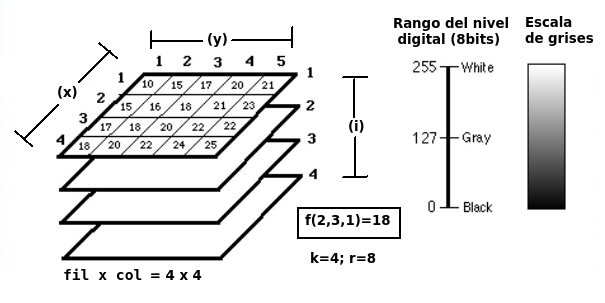 (y)
1 2 3 4 5
(x)
1 10 15 17 20 21 1
2 15 16 18 21 23 2
3 17 18 20 22 22 3
4 18 20 22 24 25 4
(i)
f(2,3,1)=18
k=4; r=8
fil x col = 4 x 4
Rango del nivel
digital (8bits)
255 White
127 Gray
0 Black
Escala
de grises